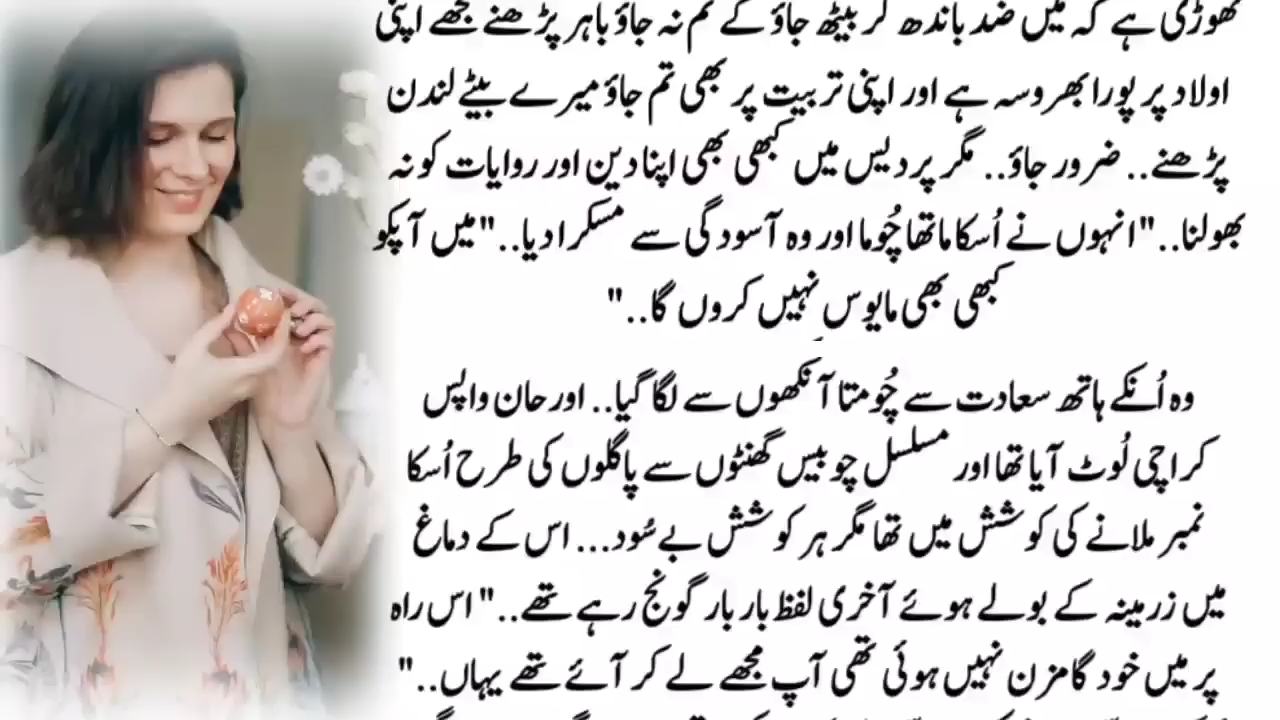 تھوڑی ہے کہ میں ضد باندھ کر بیٹھ جاؤ کے تم نہ جاؤ باہر پڑھنے مجھے اپنی
اولاد پر پورا بھروسہ ہے اور اپنی تربیت پر بھی تم جاؤ میرے بیٹے لندن
پڑھنے.. ضرور جاؤ.. مگر پردیس میں کبھی بھی اپنا دین اور روایات کو نہ
بھولنا.. "انہوں نے اُسکا ماتھا چُوما اور وہ آسودگی سے مسکرا دیا.. "میں آپکو
کبھی بھی مایوس نہیں کروں گا.. "
وہ اُنکے ہاتھ سعادت سے چُومتا آنکھوں سے لگا گیا.. اورحان واپس
کراچی لُوٹ آیا تھا اور مسلسل چوبیس گھنٹوں سے پاگلوں کی طرح اُسکا
نمبر ملانے کی کوشش میں تھا مگر ہر کوشش بے سُود... اس کے دماغ
میں زرمینہ کے بولے ہوئے آخری لفظ بار بار گونج رہے تھے.. "اس راہ
پر میں خود گامزن نہیں ہوئی تھی آپ مجھے لے کر آئے تھے یہاں.. "